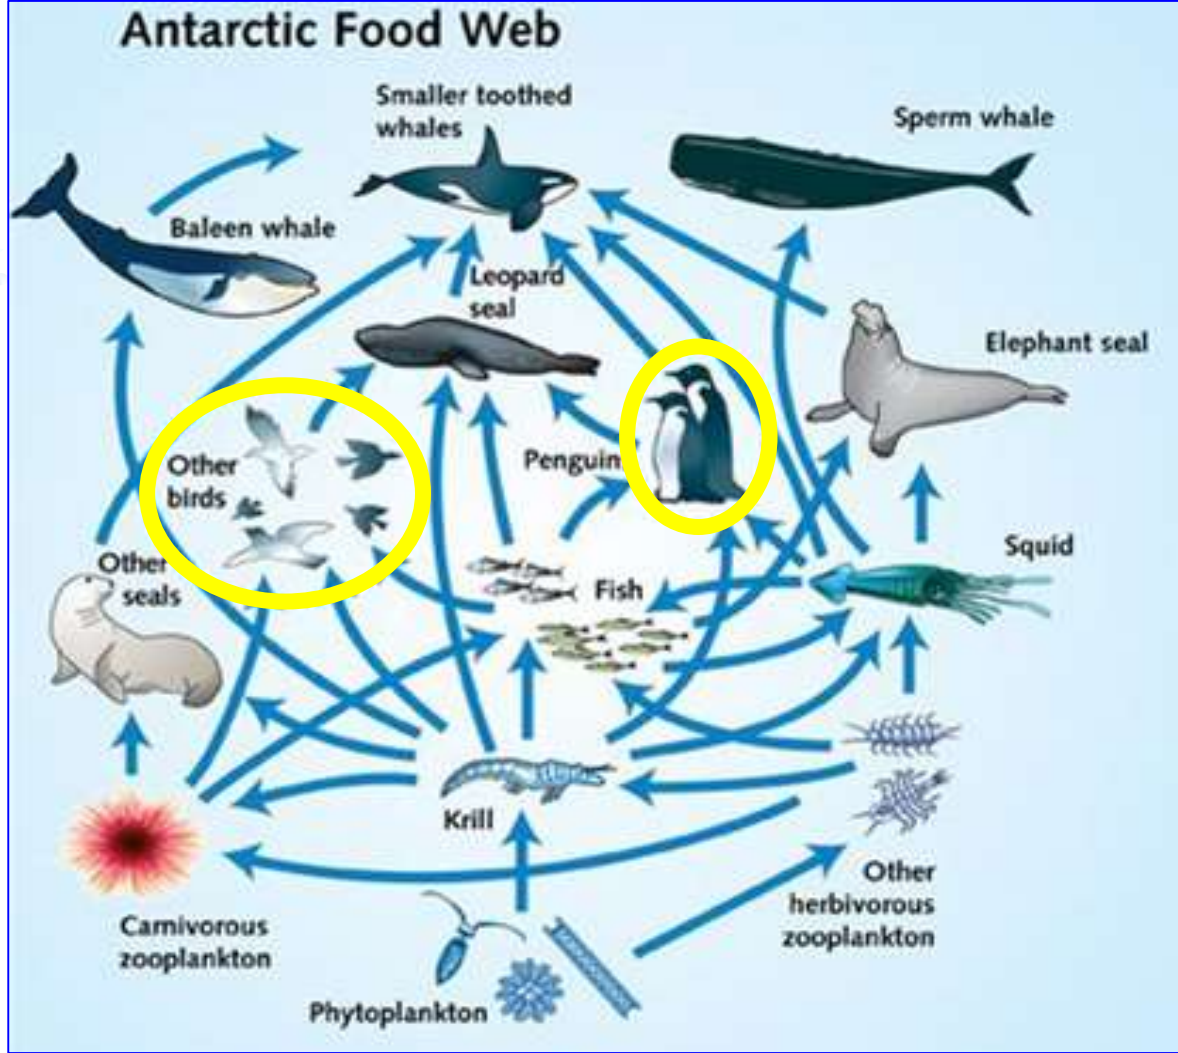 Antarctic Food Web
Smaller toothed
whales
Sperm whale
Baleen whale
Leopard
seal
Elephant seal
Other
birds
Penguin
Squid
Other
seals
Fish
Krill
Other
herbivorous
zooplankton
Carnivorous
zooplankton
Phytoplankton